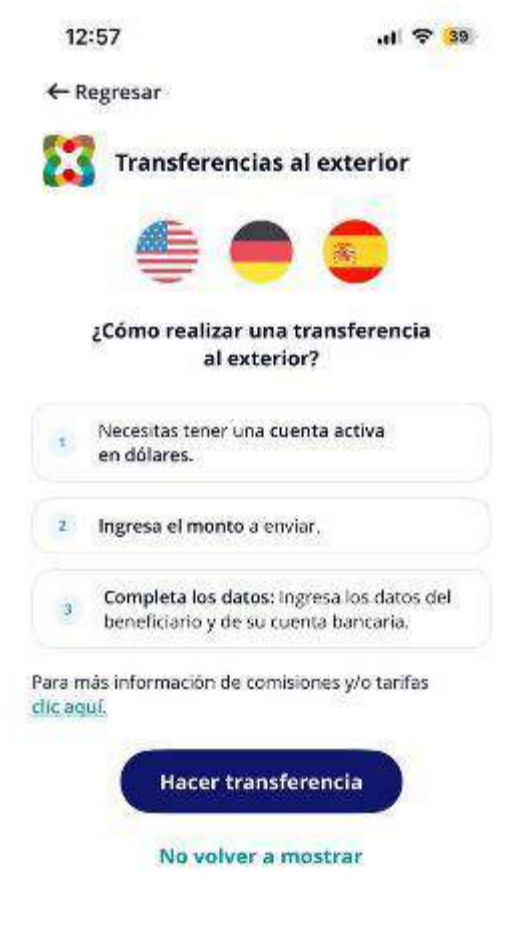 12:57
39
← Regresar
Transferencias al exterior
¿Cómo realizar una transferencia
al exterior?
1
Necesitas tener una cuenta activa
en dólares.
2
Ingresa el monto a enviar.
3
Completa los datos: Ingresa los datos del
beneficiario y de su cuenta bancaria.
Para más información de comisiones y/o tarifas
clic aquí.
Hacer transferencia
No volver a mostrar